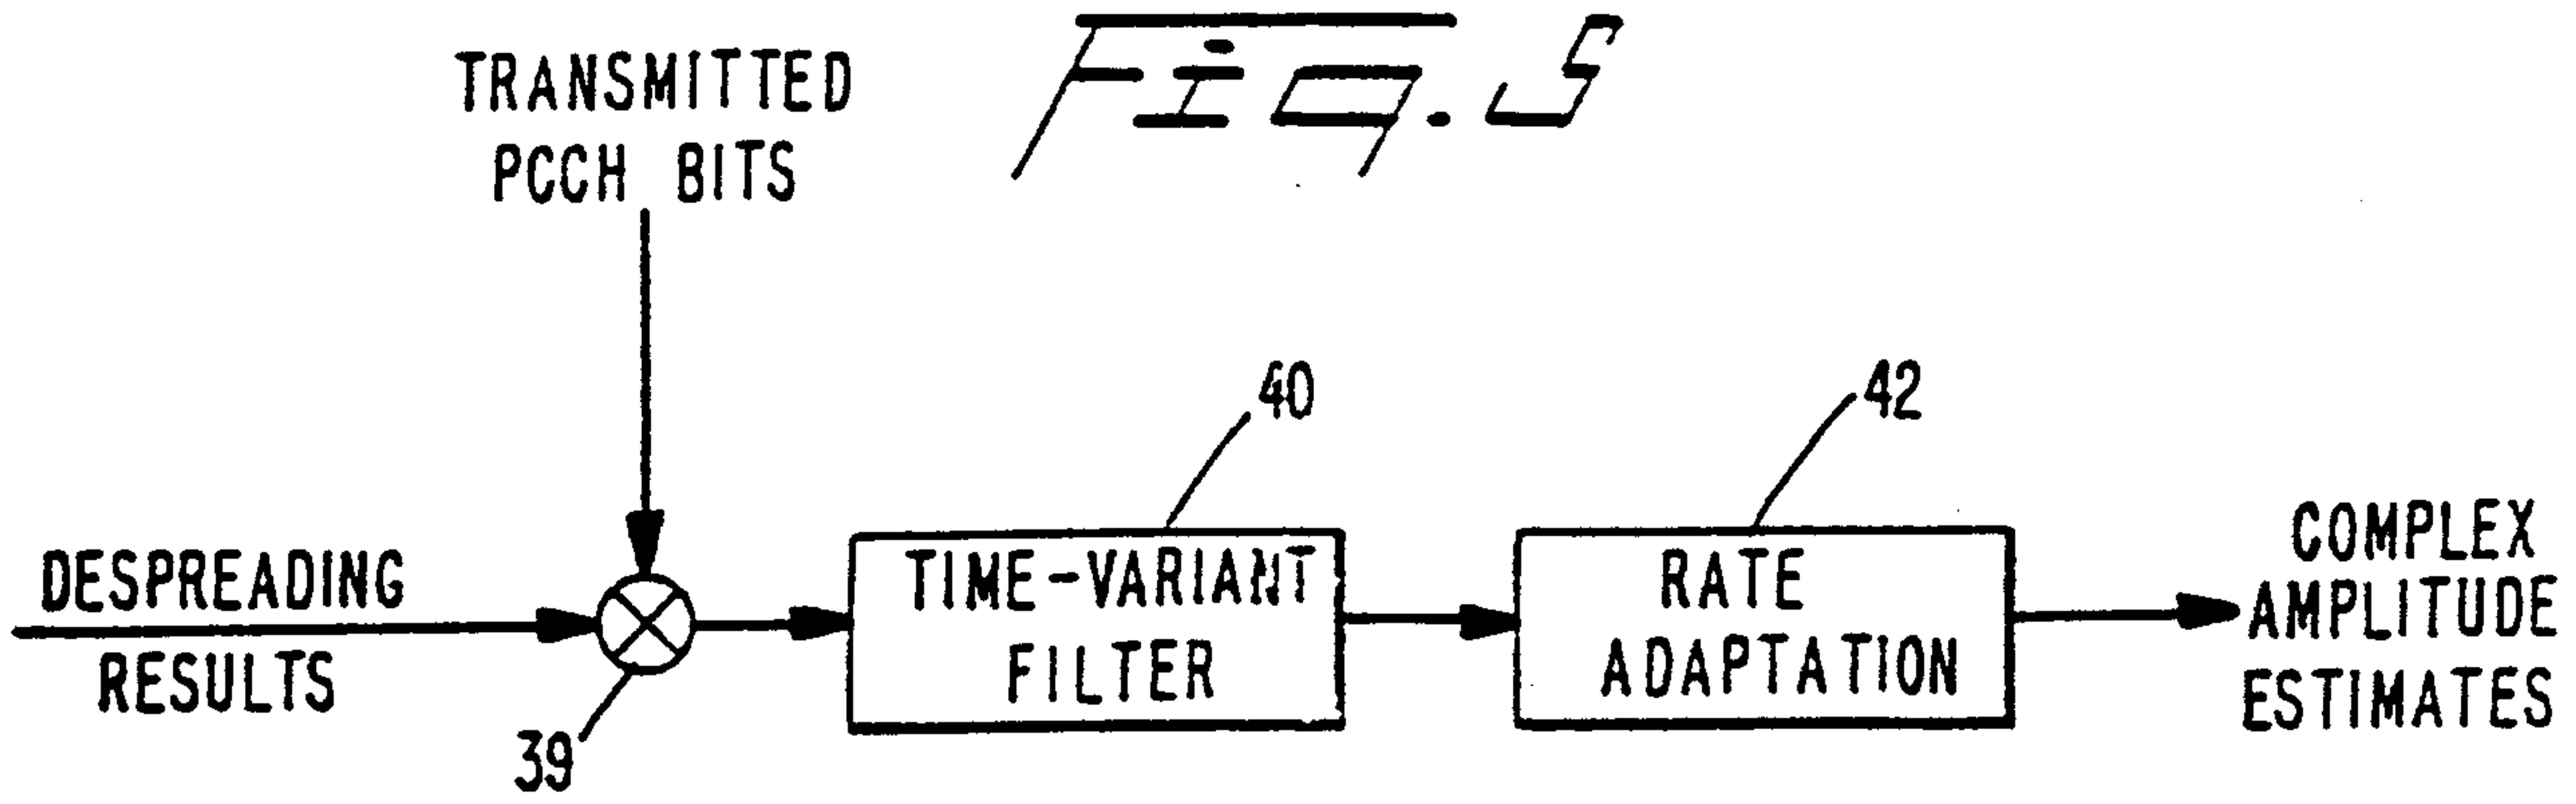 Fig. 5
TRANSMITTED
PCCH BITS
40
42
DESPREADING
RESULTS
39
TIME-VARIANT
FILTER
RATE
ADAPTATION
COMPLEX
AMPLITUDE
ESTIMATES